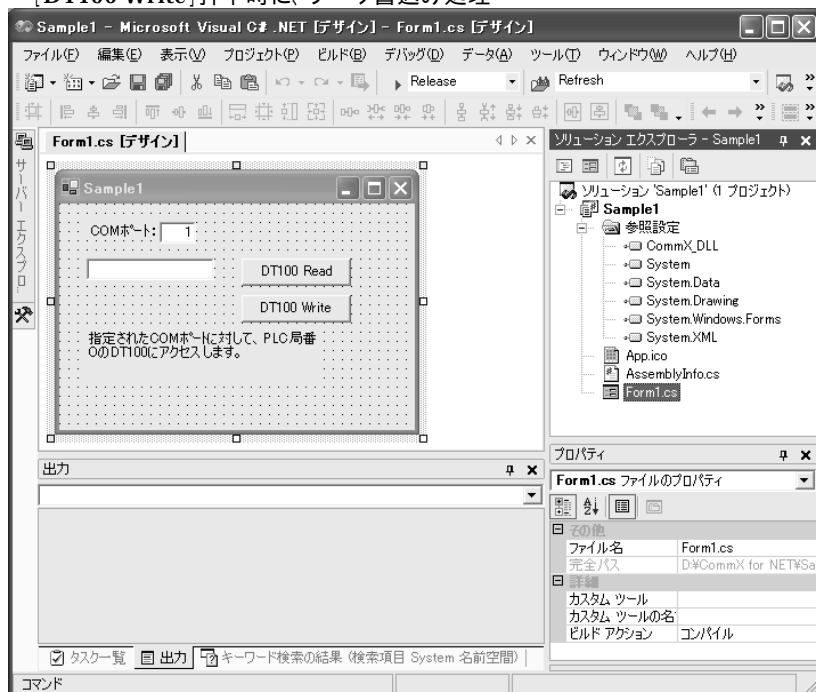 [DT100 Write]押下時に、データ書込み処理
Sample1 - Microsoft Visual C# .NET [デザイン] - Form1.cs [デザイン]
ファイル(F) 編集(E) 表示(V) プロジェクト(P) ビルド(B) デバッグ(D) データ(A) ツール(T) ウィンドウ(W) ヘルプ(H)
Release
Refresh
サーバー エクスプロー
Form1.cs [デザイン]
Sample1
COMポート: 1
DT100 Read
DT100 Write
指定されたCOMポートに対して、PLC局番
0のDT100にアクセスします。
出力
タスク一覧 出力 キーワード検索の結果 (検索項目 System 名前空間)
ソリューション エクスプローラ - Sample1
ソリューション 'Sample1' (1 プロジェクト)
Sample1
参照設定
CommX_DLL
System
System.Data
System.Drawing
System.Windows.Forms
System.XML
App.ico
AssemblyInfo.cs
Form1.cs
プロパティ
Form1.cs ファイルのプロパティ
その他
ファイル名 Form1.cs
完全パス D:¥CommX for NET¥Sa
詳細
カスタム ツール
カスタム ツールの名
ビルド アクション コンパイル
コマンド